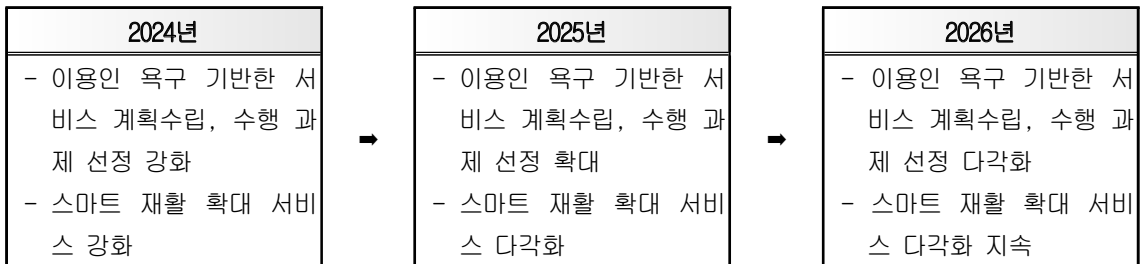 2024년
- 이용인 욕구 기반한 서
비스 계획수립, 수행 과
제 선정 강화
- 스마트 재활 확대 서비
스 강화
➡
2025년
- 이용인 욕구 기반한 서
비스 계획수립, 수행 과
제 선정 확대
- 스마트 재활 확대 서비
스 다각화
➡
2026년
- 이용인 욕구 기반한 서
비스 계획수립, 수행 과
제 선정 다각화
- 스마트 재활 확대 서비
스 다각화 지속